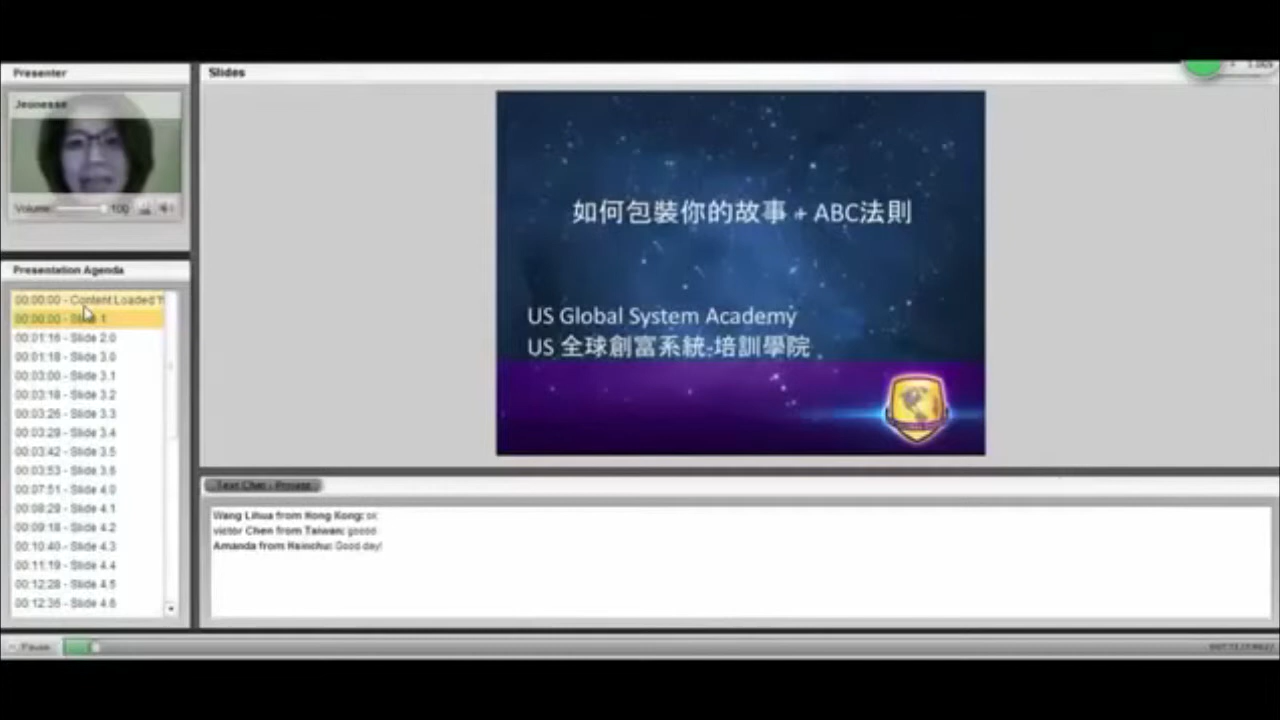 Presenter
Slides
Jeunesse
Volume
100
如何包裝你的故事 + ABC法則
US Global System Academy
US 全球創富系統-培訓學院
Presentation Agenda
00:00:00 - Content Loaded
00:00:00 - Slide 1
00:01:16 - Slide 2.0
00:01:18 - Slide 3.0
00:03:00 - Slide 3.1
00:03:18 - Slide 3.2
00:03:26 - Slide 3.3
00:03:29 - Slide 3.4
00:03:42 - Slide 3.5
00:03:53 - Slide 3.6
00:07:51 - Slide 4.0
00:08:29 - Slide 4.1
00:09:18 - Slide 4.2
00:10:40 - Slide 4.3
00:11:19 - Slide 4.4
00:12:28 - Slide 4.5
00:12:36 - Slide 4.6
Text Chat - Private
Wang Lihua from Hong Kong: ok
victor Chen from Taiwan: goood
Amanda from Hsinchu: Good day!
Pause